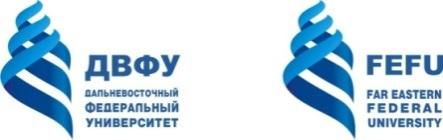 ДВФУ
ДАЛЬНЕВОСТОЧНЫЙ
ФЕДЕРАЛЬНЫЙ
УНИВЕРСИТЕТ
FEFU
FAR EASTERN
FEDERAL
UNIVERSITY